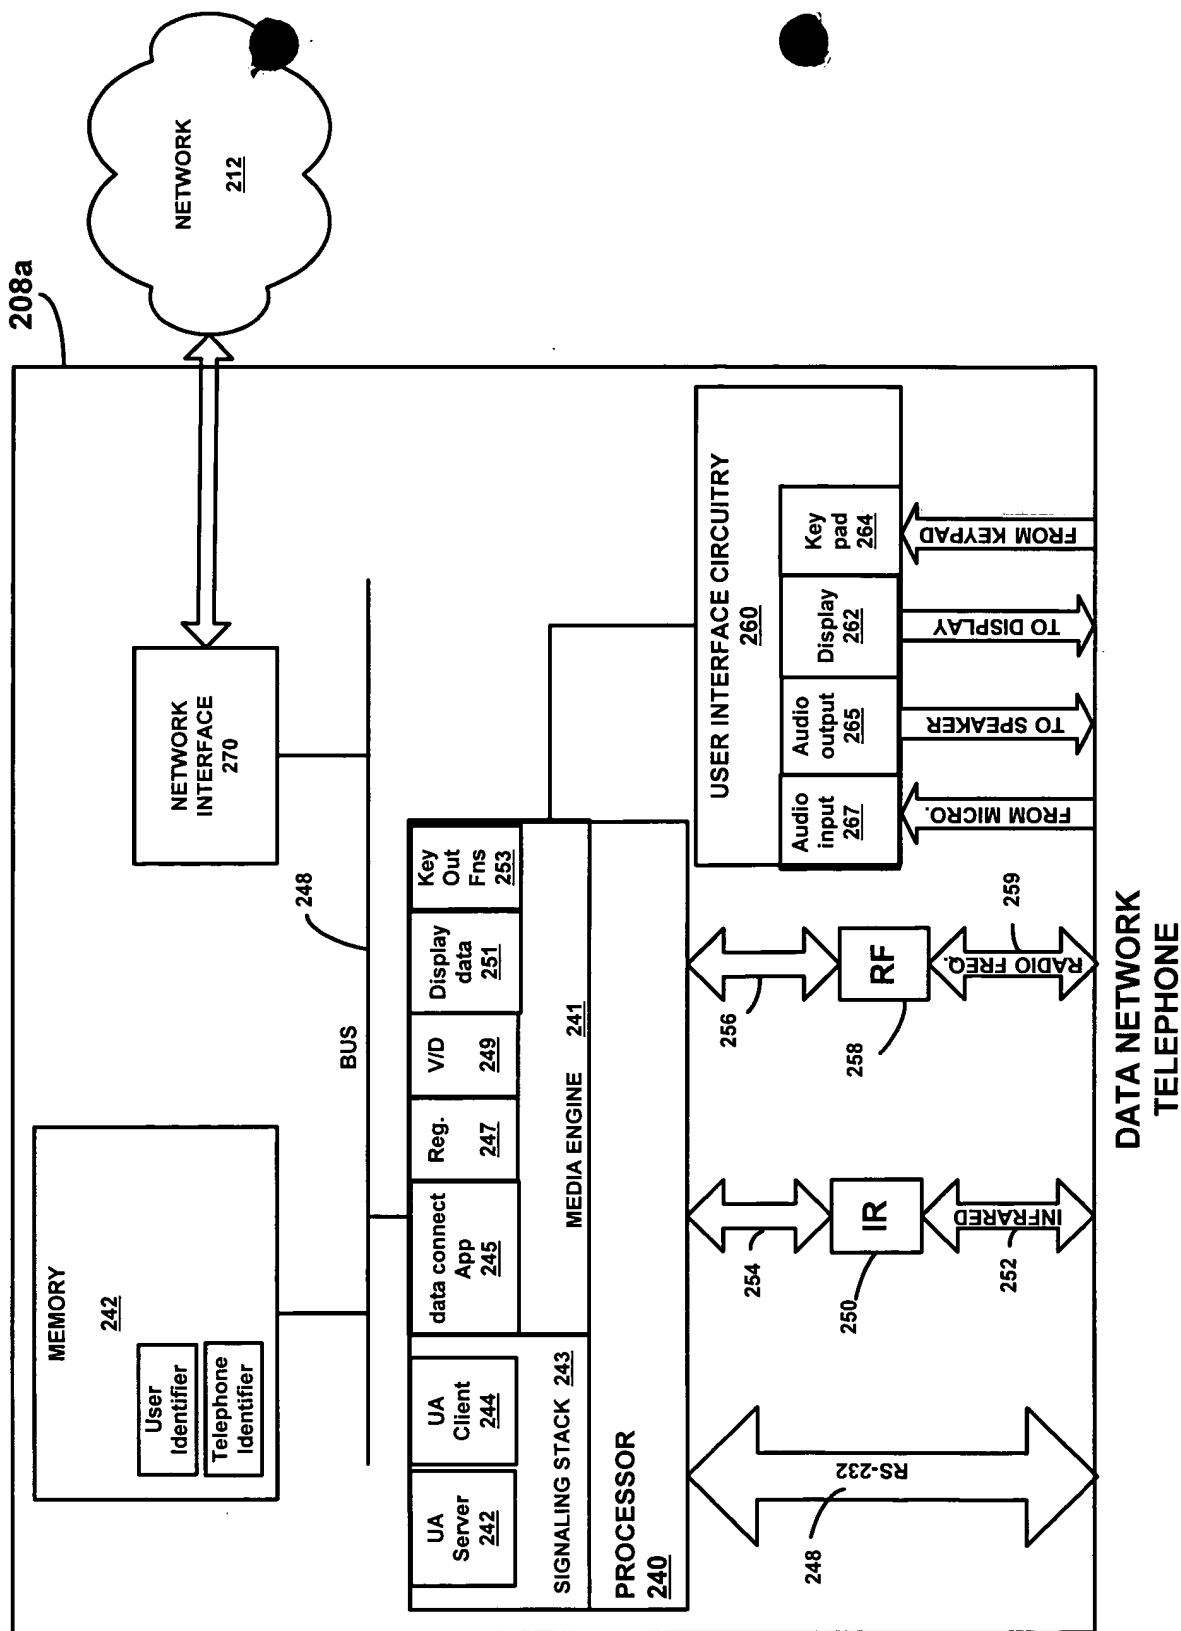 208a
NETWORK
212
MEMORY
242
User
Identifier
Telephone
Identifier
NETWORK
INTERFACE
270
BUS
248
UA
Server
242
UA
Client
244
data connect
App
245
Reg.
247
V/D
249
Display
data
251
Key
Out
Fns
253
SIGNALING STACK 243
MEDIA ENGINE 241
PROCESSOR
240
USER INTERFACE CIRCUITRY
260
Audio
input
267
Audio
output
265
Display
262
Key
pad
264
FROM MICRO.
TO SPEAKER
TO DISPLAY
FROM KEYPAD
RS-232
248
254
IR
250
INFRARED
252
256
RF
258
RADIO FREQ.
259
DATA NETWORK
TELEPHONE